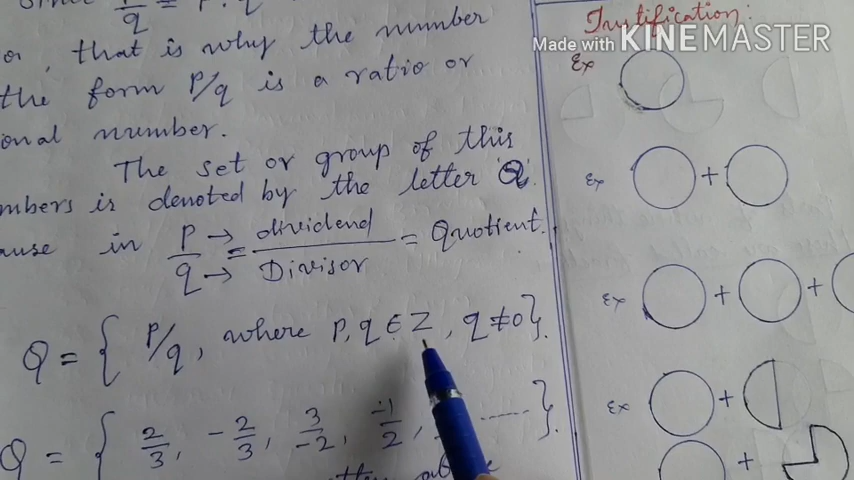 p/q = p . q
or, that is why the number
the form P/q is a ratio or
onal number.
The set or group of this
mbers is denoted by the letter 'Q'.
ause in P/q → → = dividend/Divisor = Quotient.
Q = { P/q, where p, q ∈ Z, q ≠ 0}.
Q = { 2/3, -2/3, 3/-2, -1/2, ...... }.
Justification:
Made with KINEMASTER
Ex
Ex +
Ex + +
Ex +
+